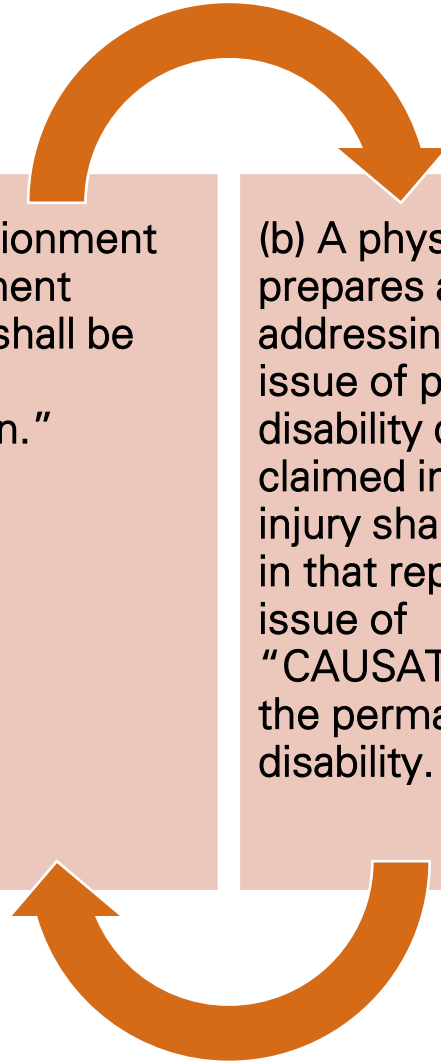 ionment
nent
shall be
n.”
(b) A phys
prepares a
addressin
issue of p
disability o
claimed in
injury sha
in that rep
issue of
“CAUSAT
the perma
disability.